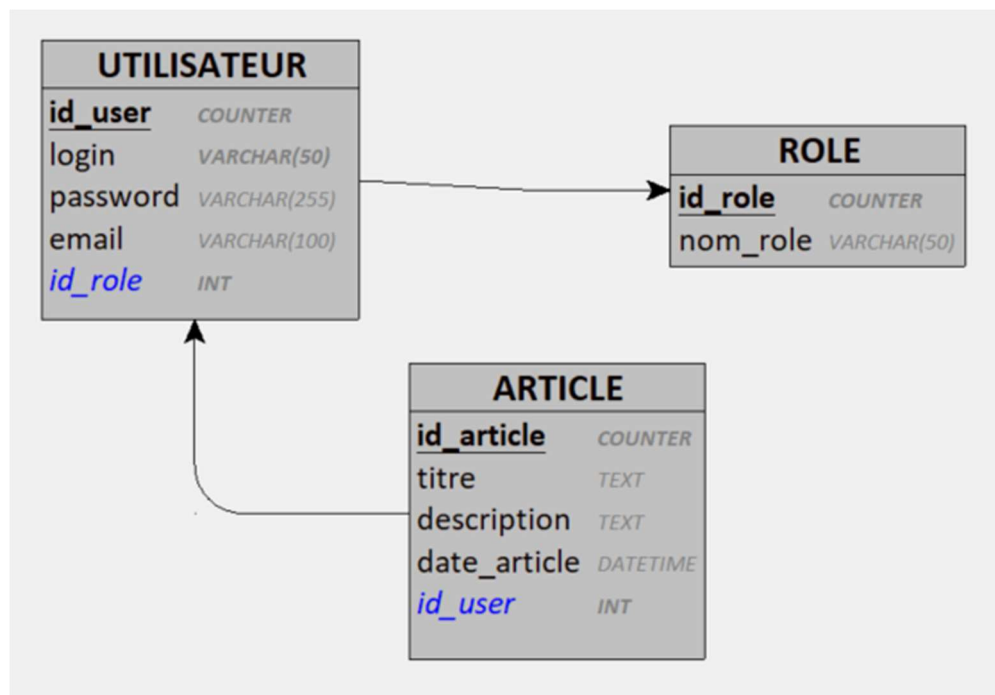 UTILISATEUR
id_user COUNTER
login VARCHAR(50)
password VARCHAR(255)
email VARCHAR(100)
id_role INT
ROLE
id_role COUNTER
nom_role VARCHAR(50)
ARTICLE
id_article COUNTER
titre TEXT
description TEXT
date_article DATETIME
id_user INT